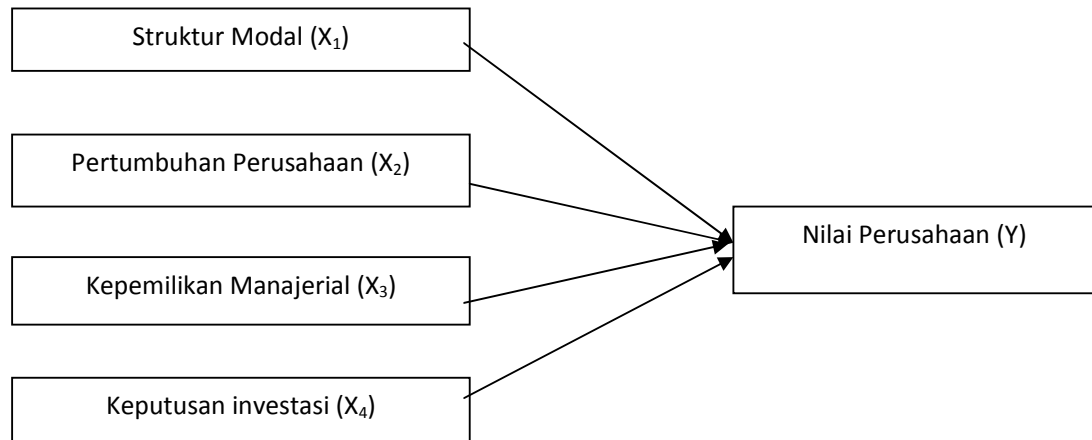 Struktur Modal (X₁)
Pertumbuhan Perusahaan (X₂)
Nilai Perusahaan (Y)
Kepemilikan Manajerial (X₃)
Keputusan investasi (X₄)